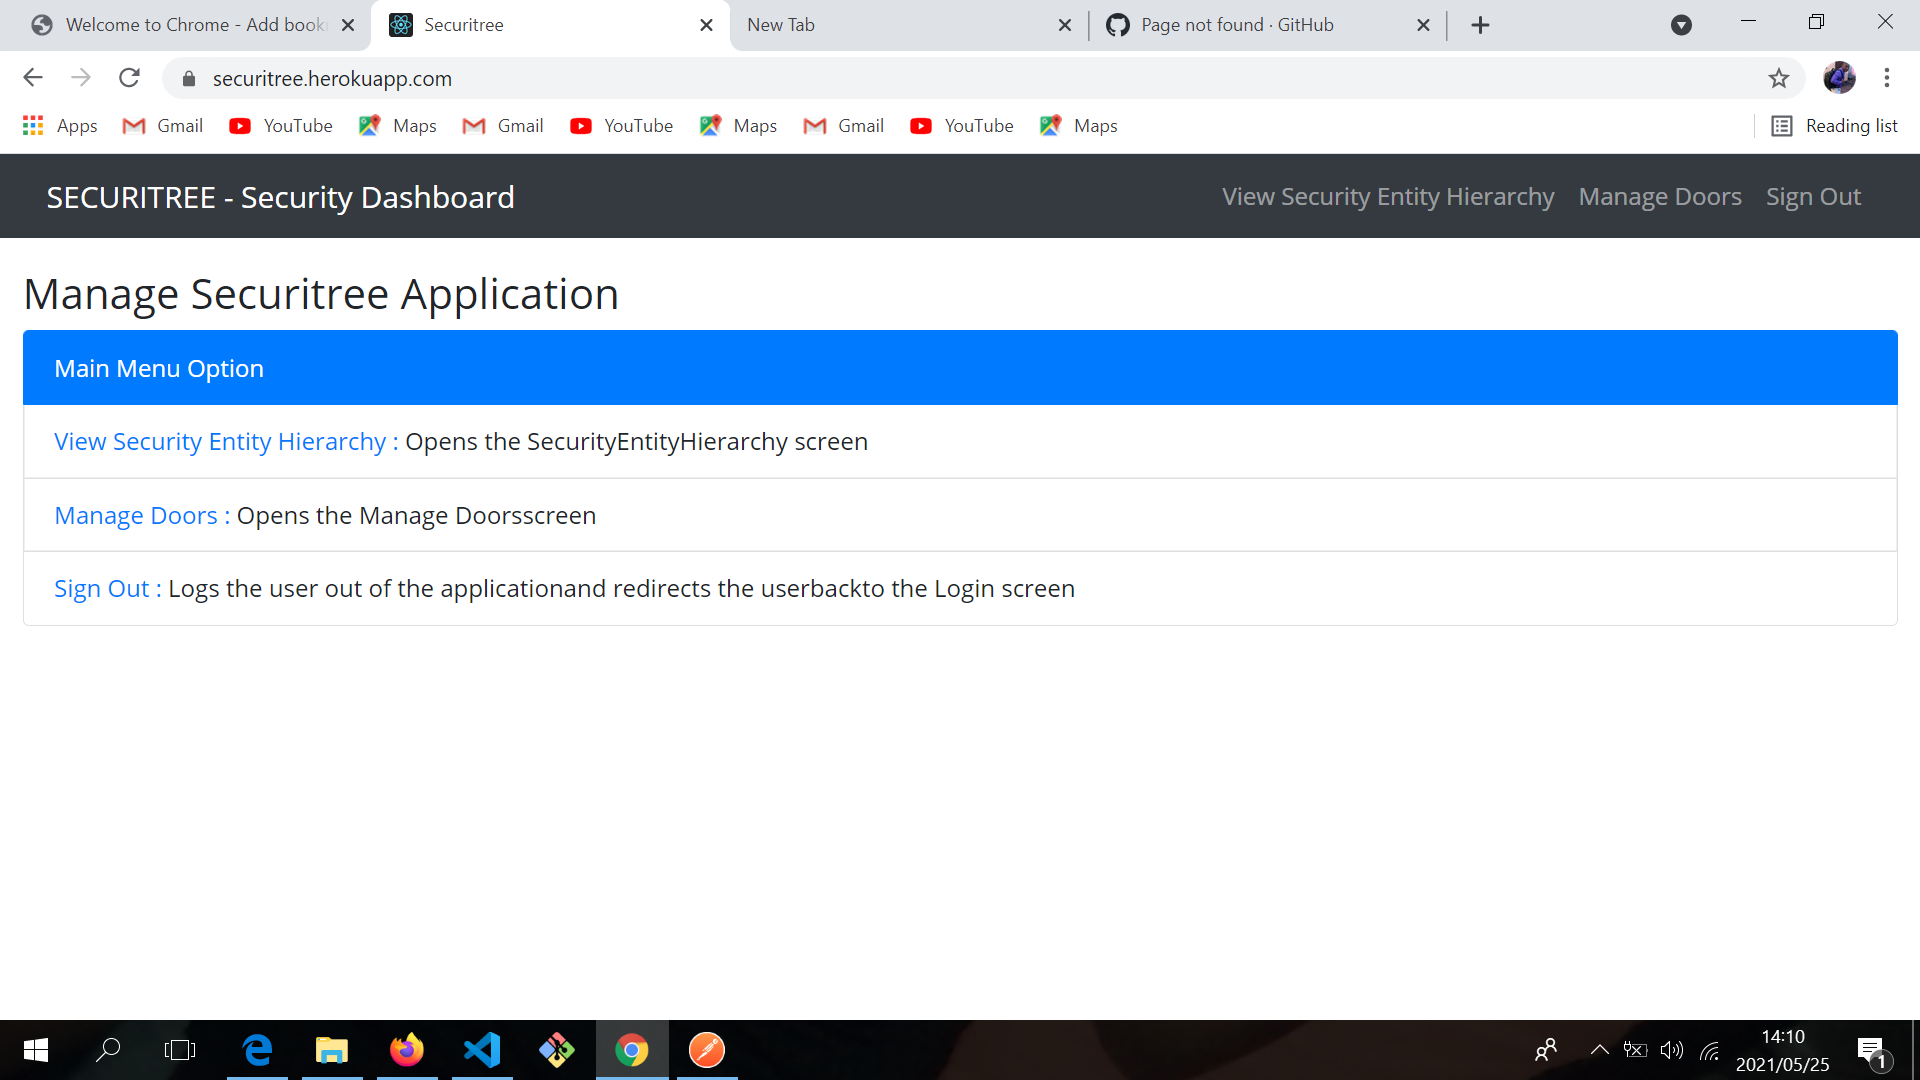 Welcome to Chrome - Add book
Securitree
New Tab
Page not found · GitHub
securitree.herokuapp.com
Apps Gmail YouTube Maps Gmail YouTube Maps Gmail YouTube Maps Reading list
SECURITREE - Security Dashboard View Security Entity Hierarchy Manage Doors Sign Out
Manage Securitree Application
Main Menu Option
View Security Entity Hierarchy : Opens the SecurityEntityHierarchy screen
Manage Doors : Opens the Manage Doorsscreen
Sign Out : Logs the user out of the applicationand redirects the userbackto the Login screen
14:10
2021/05/25
1